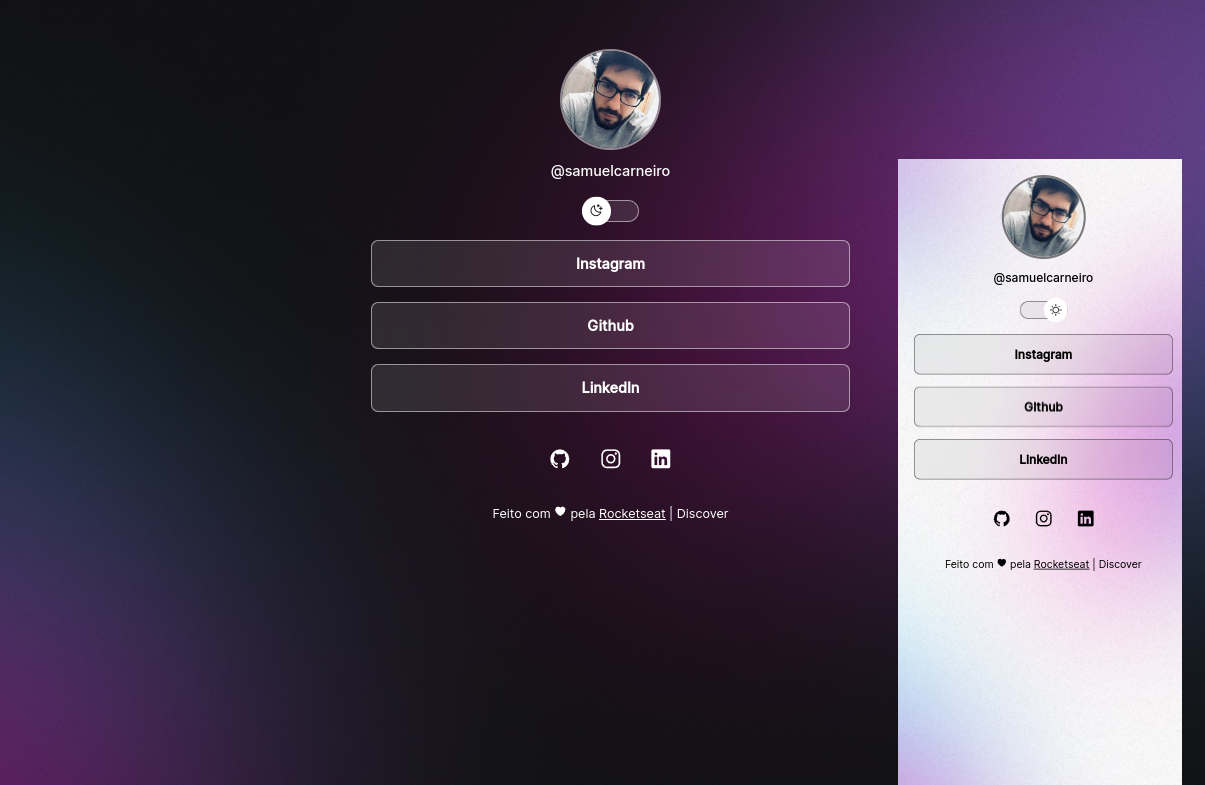 @samuelcarneiro
Instagram
Github
LinkedIn
Feito com ♥ pela Rocketseat | Discover
@samuelcarneiro
Instagram
Github
LinkedIn
Feito com ♥ pela Rocketseat | Discover